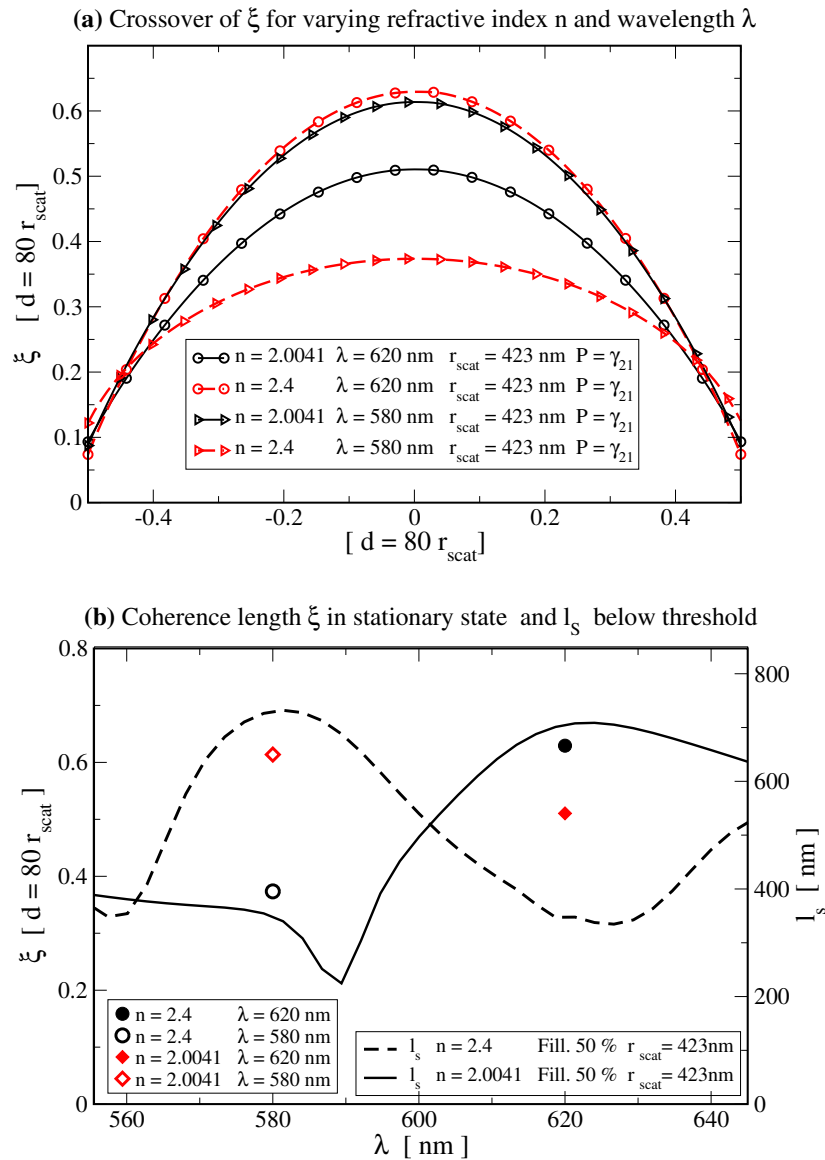 (a) Crossover of ξ for varying refractive index n and wavelength λ
ξ [ d = 80 r_scat]
0.6
0.5
0.4
0.3
0.2
0.1
0
n = 2.0041 λ = 620 nm r_scat = 423 nm P = γ_21
n = 2.4 λ = 620 nm r_scat = 423 nm P = γ_21
n = 2.0041 λ = 580 nm r_scat = 423 nm P = γ_21
n = 2.4 λ = 580 nm r_scat = 423 nm P = γ_21
-0.4 -0.2 0 0.2 0.4
[ d = 80 r_scat]
(b) Coherence length ξ in stationary state and l_S below threshold
ξ [ d = 80 r_scat]
0.8
0.6
0.4
0.2
0
n = 2.4 λ = 620 nm
n = 2.4 λ = 580 nm
n = 2.0041 λ = 620 nm
n = 2.0041 λ = 580 nm
l_s n = 2.4 Fill. 50 % r_scat = 423nm
l_s n = 2.0041 Fill. 50 % r_scat = 423nm
800
600
400
200
0
l_s [ nm]
560 580 600 620 640
λ [ nm]